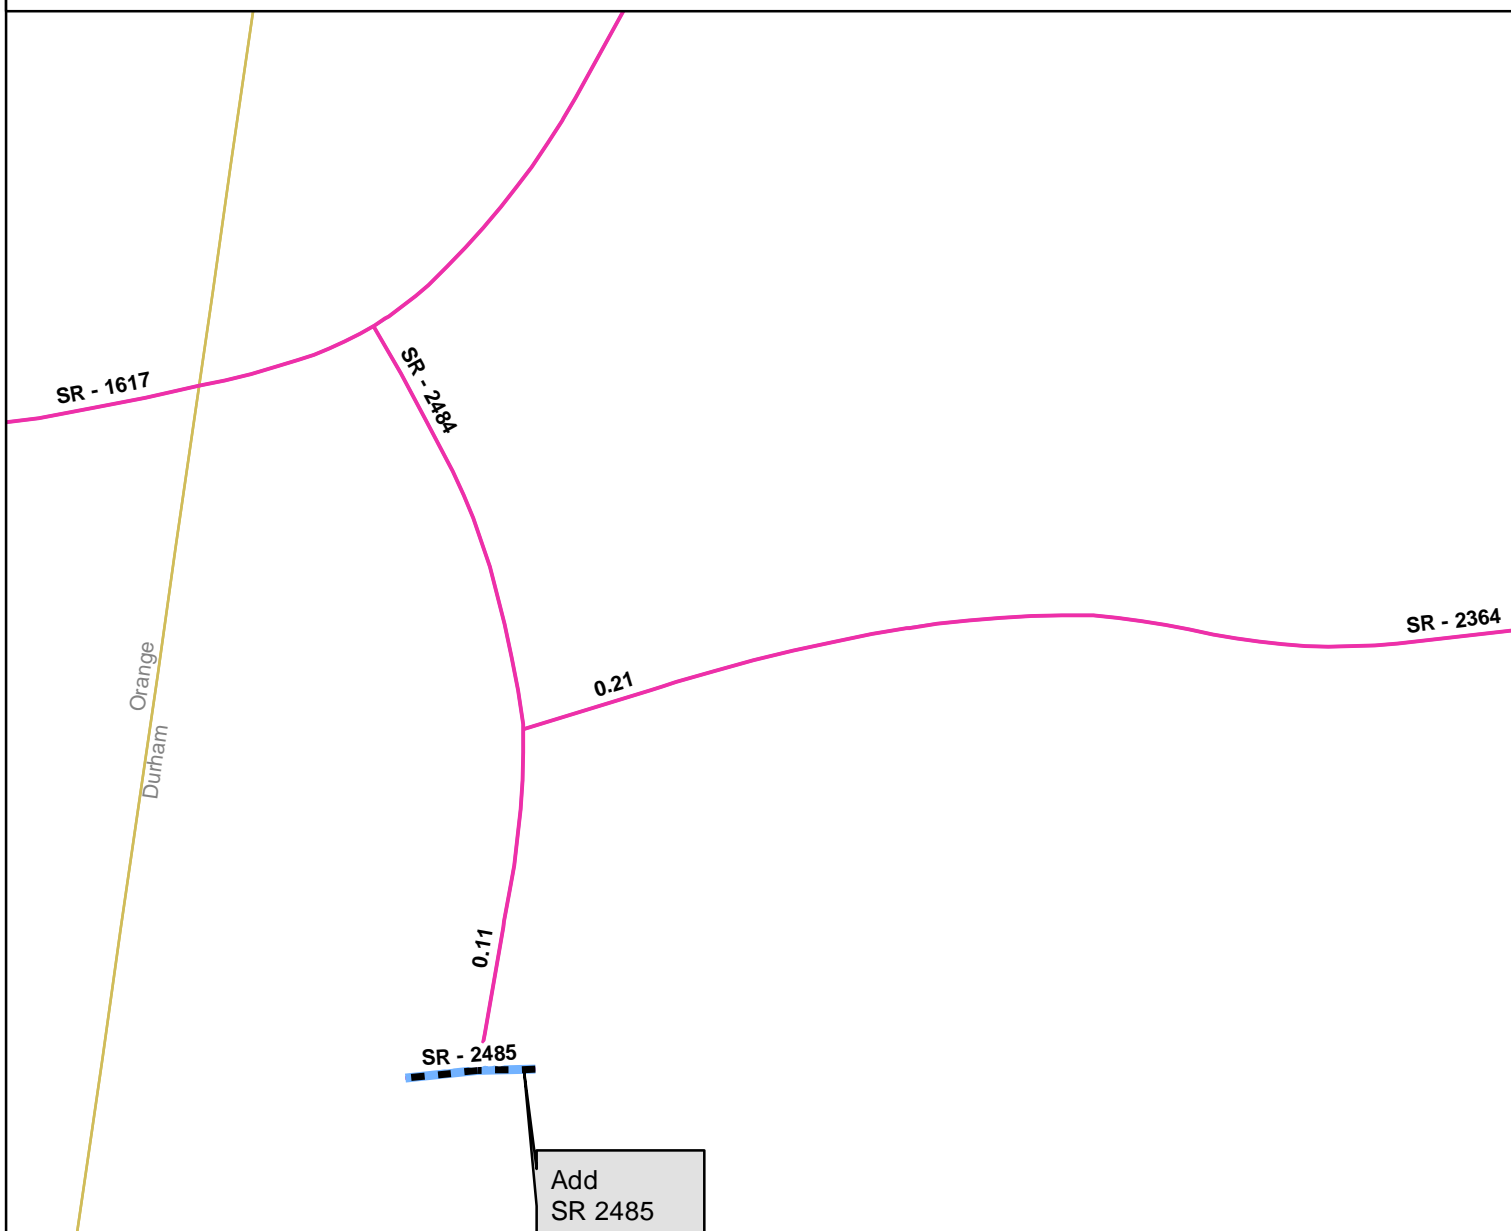 SR - 1617
SR - 2484
SR - 2364
0.21
Orange
Durham
0.11
SR - 2485
Add
SR 2485